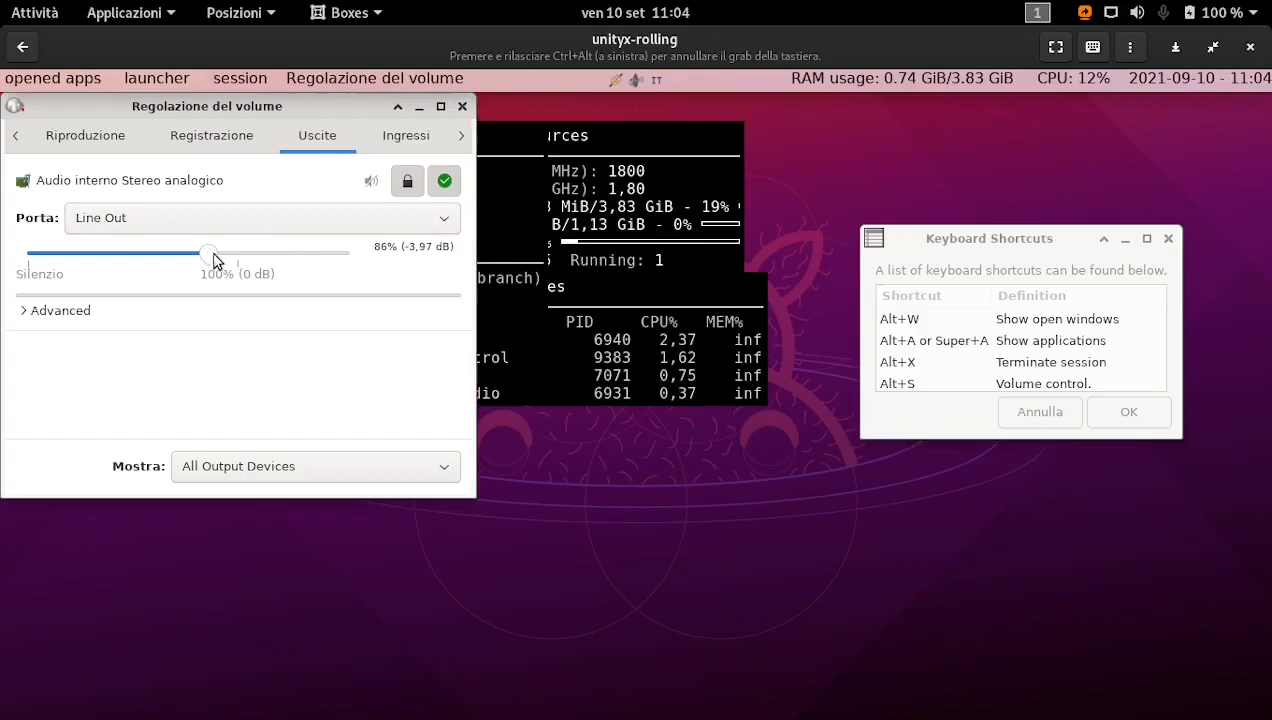 Attività Applicazioni Posizioni Boxes ven 10 set 11:04 1 100 %
unityx-rolling
Premere e rilasciare Ctrl+Alt (a sinistra) per annullare il grab della tastiera.
opened apps launcher session Regolazione del volume IT RAM usage: 0.74 GiB/3.83 GiB CPU: 12% 2021-09-10 - 11:04
Regolazione del volume
Riproduzione Registrazione Uscite Ingressi
Audio interno Stereo analogico
Porta: Line Out
86% (-3,97 dB)
Silenzio 100% (0 dB)
Advanced
Mostra: All Output Devices
urces
MHz): 1800
GHz): 1,80
MiB/3,83 GiB - 19%
B/1,13 GiB - 0%
Running: 1
branch)
es
PID CPU% MEM%
6940 2,37 inf
trol 9383 1,62 inf
7071 0,75 inf
dio 6931 0,37 inf
Keyboard Shortcuts
A list of keyboard shortcuts can be found below.
Shortcut Definition
Alt+W Show open windows
Alt+A or Super+A Show applications
Alt+X Terminate session
Alt+S Volume control.
Annulla OK